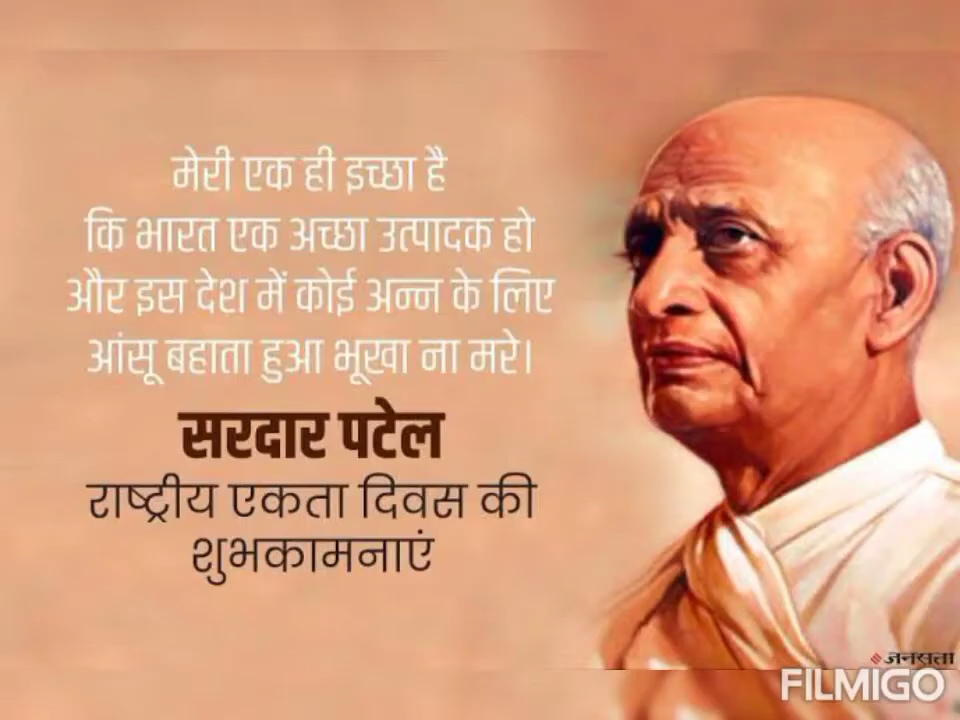 मेरी एक ही इच्छा है
कि भारत एक अच्छा उत्पादक हो
और इस देश में कोई अन्न के लिए
आंसू बहाता हुआ भूखा ना मरे।
सरदार पटेल
राष्ट्रीय एकता दिवस की
शुभकामनाएं
जनसत्ता
FILMIGO